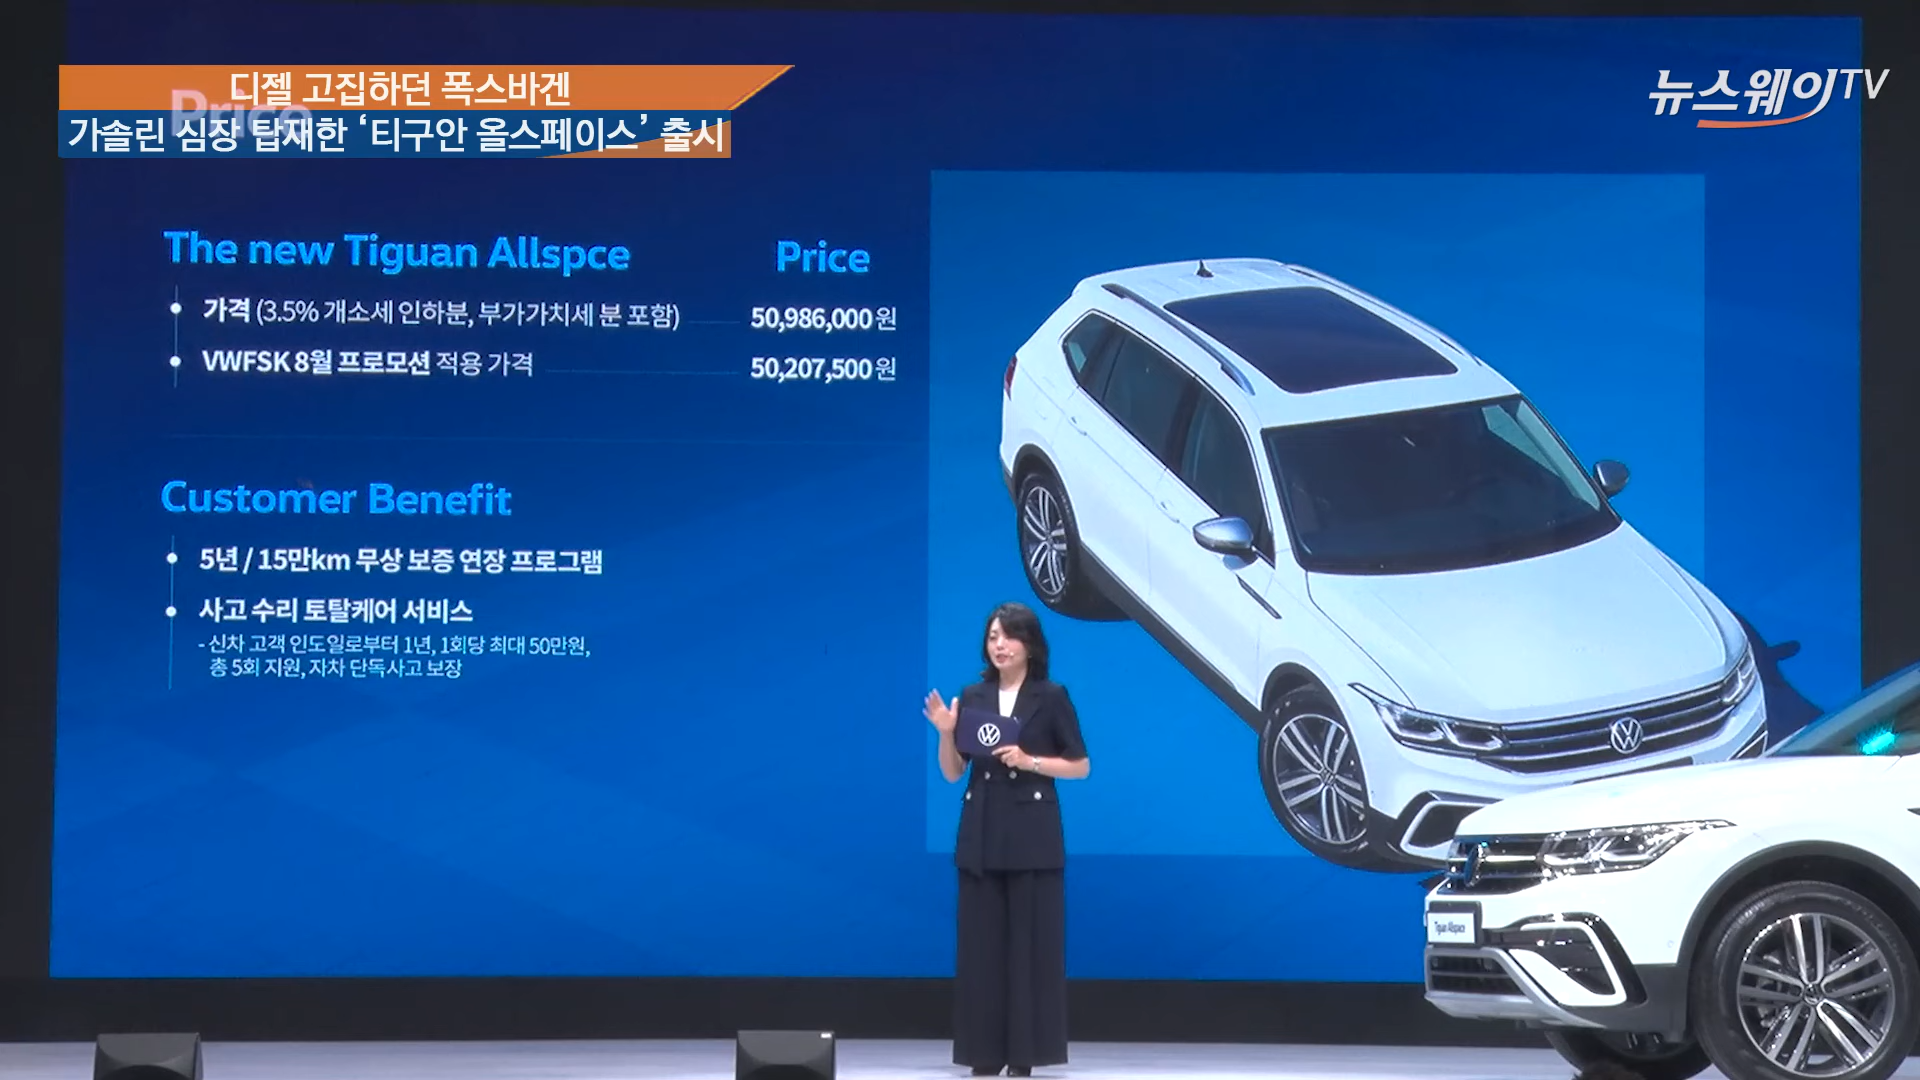 디젤 고집하던 폭스바겐
가솔린 심장 탑재한 ‘티구안 올스페이스’ 출시
뉴스웨이TV
Price
The new Tiguan Allspce
Price
• 가격 (3.5% 개소세 인하분, 부가가치세 분 포함) 50,986,000원
• VWFSK 8월 프로모션 적용 가격 50,207,500원
Customer Benefit
• 5년 / 15만km 무상 보증 연장 프로그램
• 사고 수리 토탈케어 서비스
- 신차 고객 인도일로부터 1년, 1회당 최대 50만원,
총 5회 지원, 자차 단독사고 보장
Tiguan Allspace